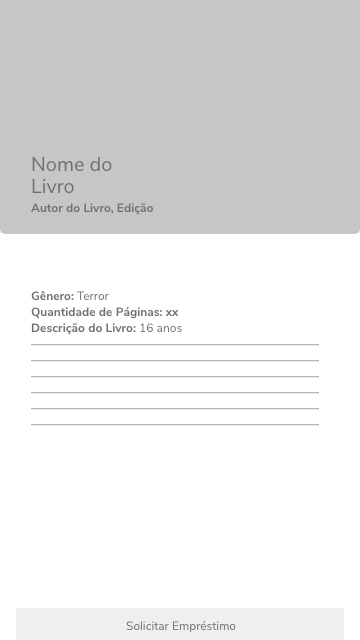 Nome do
Livro
Autor do Livro, Edição
Gênero: Terror
Quantidade de Páginas: xx
Descrição do Livro: 16 anos
Solicitar Empréstimo